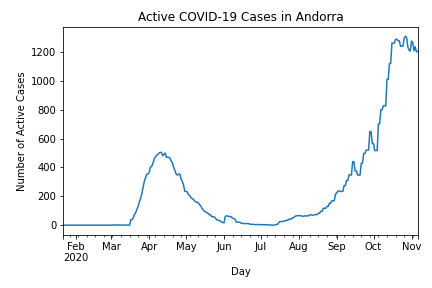 Active COVID-19 Cases in Andorra
Number of Active Cases
1200
1000
800
600
400
200
0
Feb Mar Apr May Jun Jul Aug Sep Oct Nov
2020
Day